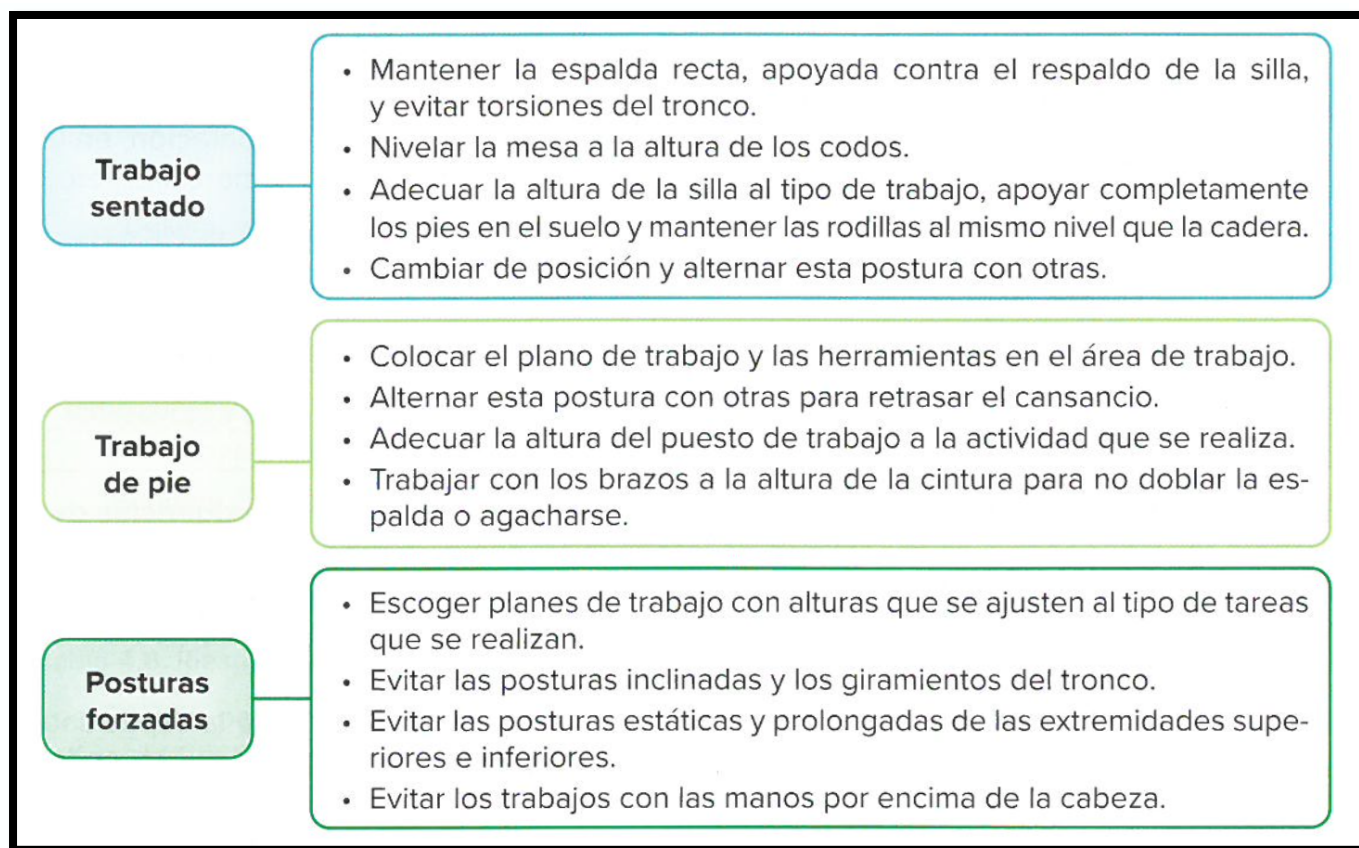 Trabajo
sentado
• Mantener la espalda recta, apoyada contra el respaldo de la silla,
y evitar torsiones del tronco.
• Nivelar la mesa a la altura de los codos.
• Adecuar la altura de la silla al tipo de trabajo, apoyar completamente
los pies en el suelo y mantener las rodillas al mismo nivel que la cadera.
• Cambiar de posición y alternar esta postura con otras.
Trabajo
de pie
• Colocar el plano de trabajo y las herramientas en el área de trabajo.
• Alternar esta postura con otras para retrasar el cansancio.
• Adecuar la altura del puesto de trabajo a la actividad que se realiza.
• Trabajar con los brazos a la altura de la cintura para no doblar la es-
palda o agacharse.
Posturas
forzadas
• Escoger planes de trabajo con alturas que se ajusten al tipo de tareas
que se realizan.
• Evitar las posturas inclinadas y los giramientos del tronco.
• Evitar las posturas estáticas y prolongadas de las extremidades supe-
riores e inferiores.
• Evitar los trabajos con las manos por encima de la cabeza.